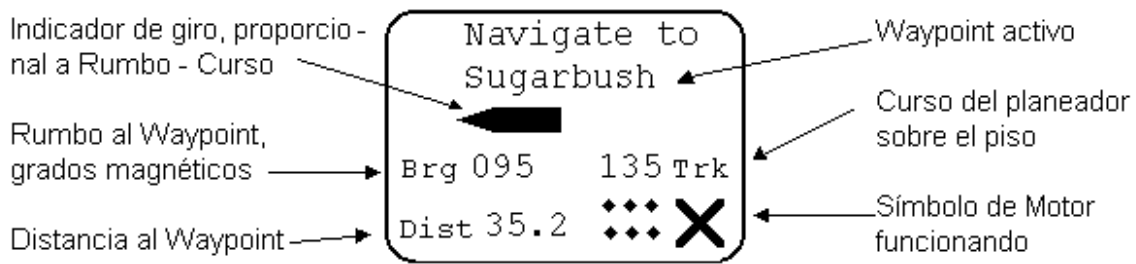 Indicador de giro, proporcio -
nal a Rumbo - Curso
Rumbo al Waypoint,
grados magnéticos
Distancia al Waypoint
Navigate to
Sugarbush
Brg 095 135 Trk
Dist 35.2
Waypoint activo
Curso del planeador
sobre el piso
Símbolo de Motor
funcionando